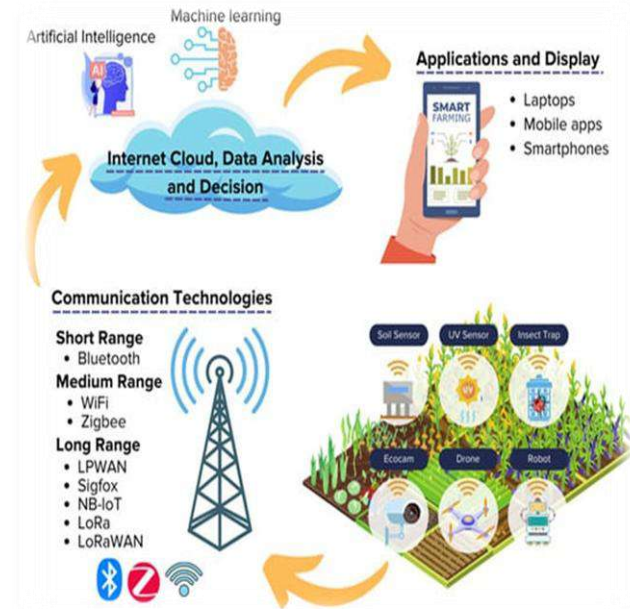 Artificial Intelligence
Machine learning
AI
Internet Cloud, Data Analysis
and Decision
Applications and Display
• Laptops
• Mobile apps
• Smartphones
SMART
FARMING
Communication Technologies
Short Range
• Bluetooth
Medium Range
• WiFi
• Zigbee
Long Range
• LPWAN
• Sigfox
• NB-IoT
• LoRa
• LoRaWAN
Soil Sensor
UV Sensor
Insect Trap
UV
Ecocam
Drone
Robot